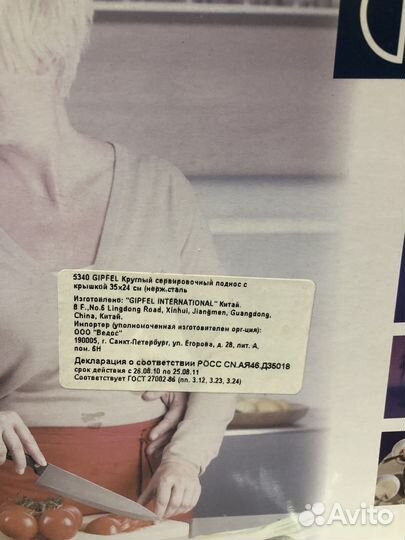 5340 GIPFEL Круглый сервировочный поднос с
крышкой 35х24 см (нерж.сталь
Изготовлено: "GIPFEL INTERNATIONAL" Китай.
8 F.,No.6 Lingdong Road, Xinhui, Jiangmen, Guangdong,
China, Китай.
Импортер (уполномоченная изготовителем орг-ция):
ООО "Ведос"
190005, г. Санкт-Петербург, ул. Егорова, д. 28, лит. А,
пом. 6Н
Декларация о соответствии РОСС CN.АЯ46.Д35018
срок действия с 26.08.10 по 25.08.11
Соответствует ГОСТ 27002-86 (пп. 3.12, 3.23, 3.24)
Avito